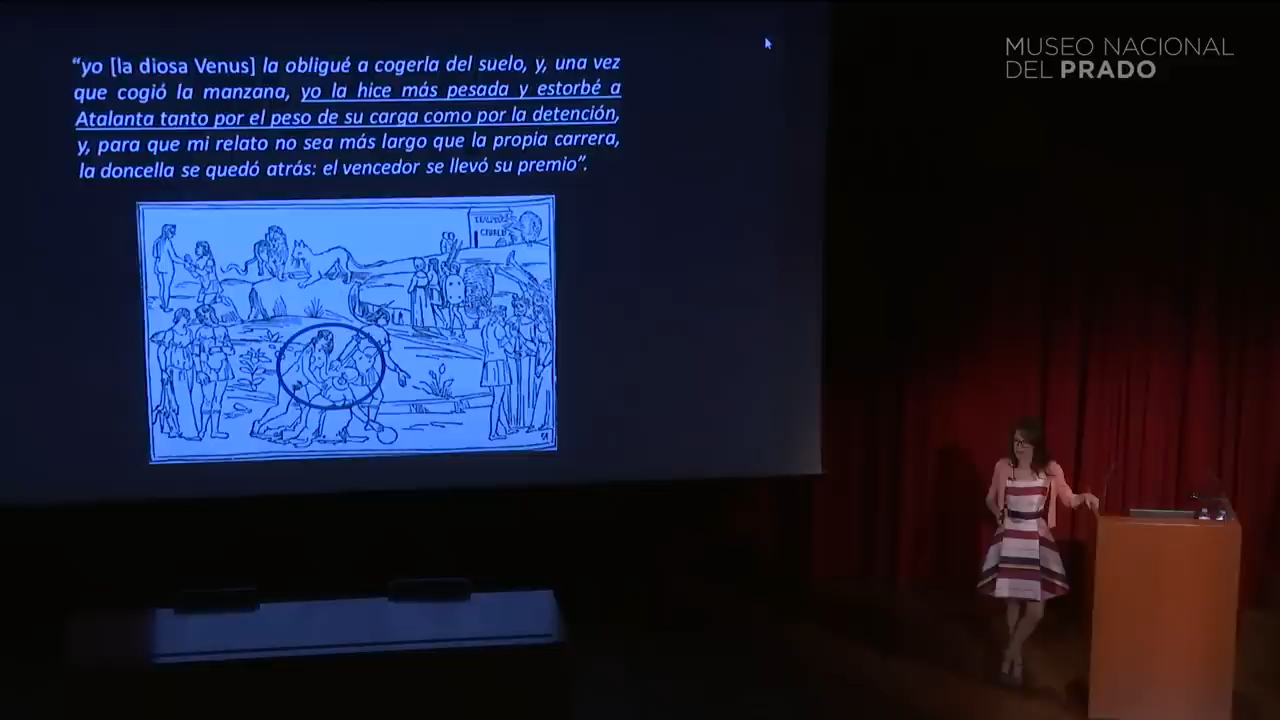 MUSEO NACIONAL
DEL PRADO
“yo [la diosa Venus] la obligué a cogerla del suelo, y, una vez
que cogió la manzana, yo la hice más pesada y estorbé a
Atalanta tanto por el peso de su carga como por la detención,
y, para que mi relato no sea más largo que la propia carrera,
la doncella se quedó atrás: el vencedor se llevó su premio”.